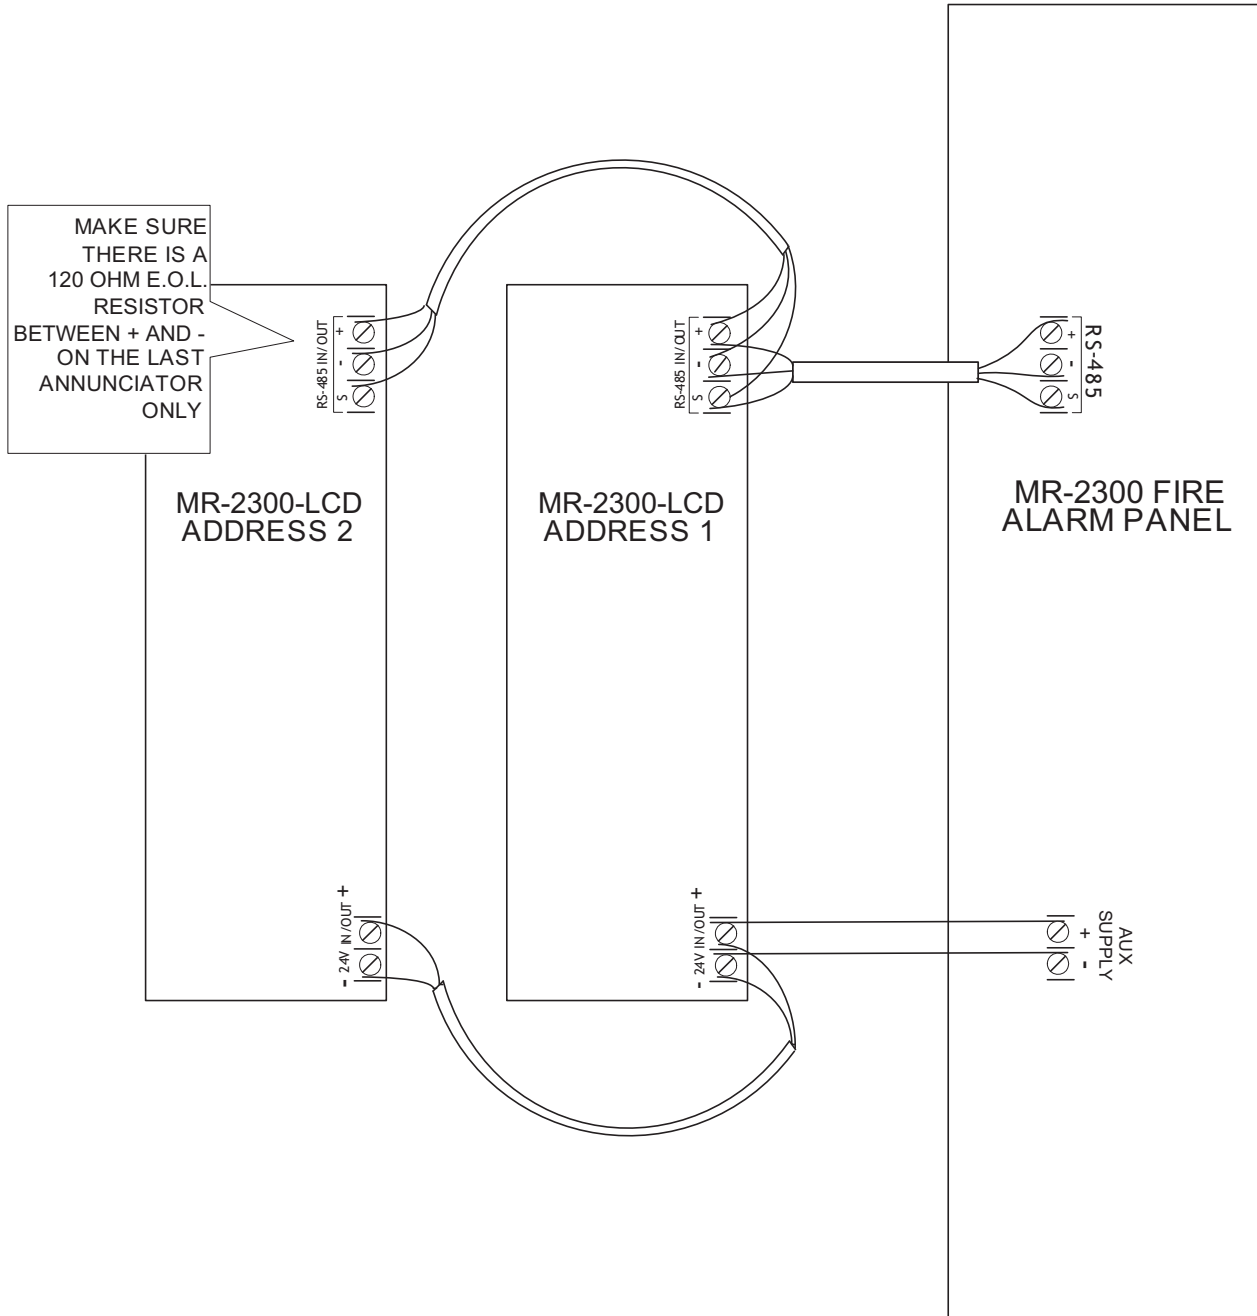 MAKE SURE
THERE IS A
120 OHM E.O.L.
RESISTOR
BETWEEN + AND -
ON THE LAST
ANNUNCIATOR
ONLY
RS-485 IN/OUT
+
-
S
MR-2300-LCD
ADDRESS 2
- 24V IN/OUT +
RS-485 IN/OUT
+
-
S
MR-2300-LCD
ADDRESS 1
- 24V IN/OUT +
RS-485
+
-
S
MR-2300 FIRE
ALARM PANEL
AUX
SUPPLY
+
-